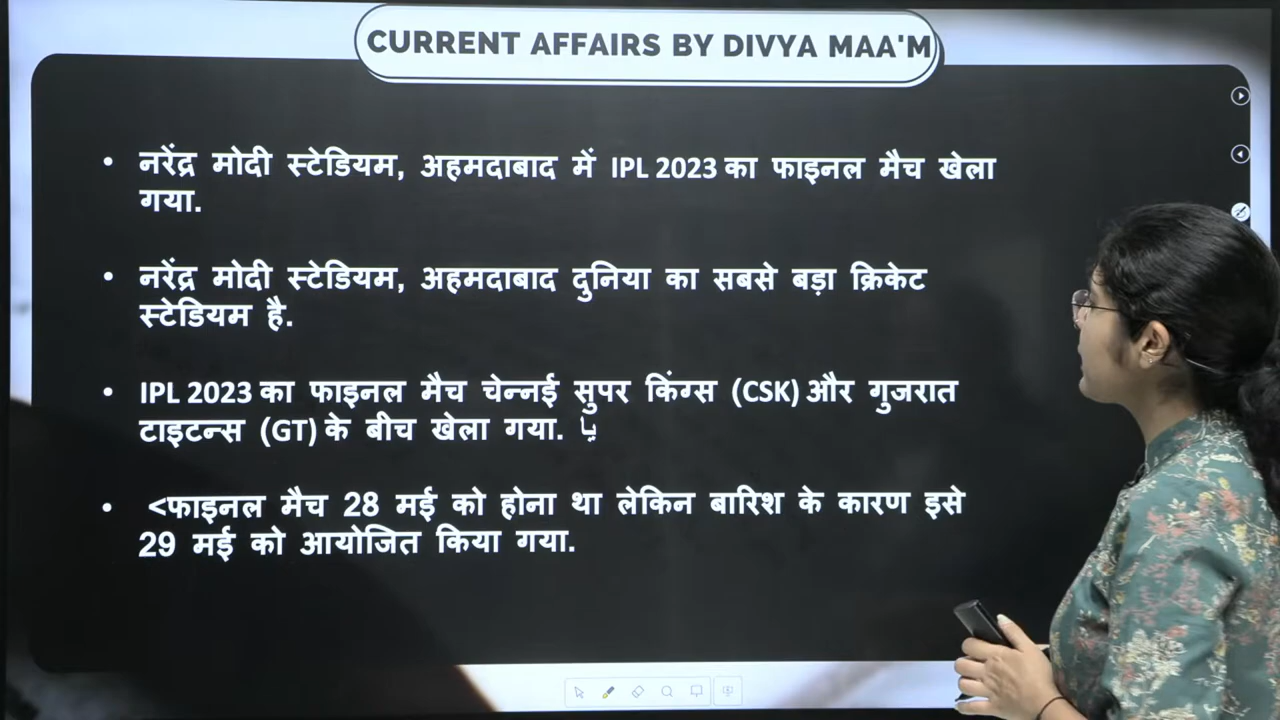 CURRENT AFFAIRS BY DIVYA MAA'M
• नरेंद्र मोदी स्टेडियम, अहमदाबाद में IPL 2023 का फाइनल मैच खेला
गया.
• नरेंद्र मोदी स्टेडियम, अहमदाबाद दुनिया का सबसे बड़ा क्रिकेट
स्टेडियम है.
• IPL 2023 का फाइनल मैच चेन्नई सुपर किंग्स (CSK) और गुजरात
टाइटन्स (GT) के बीच खेला गया.
• <फाइनल मैच 28 मई को होना था लेकिन बारिश के कारण इसे
29 मई को आयोजित किया गया.